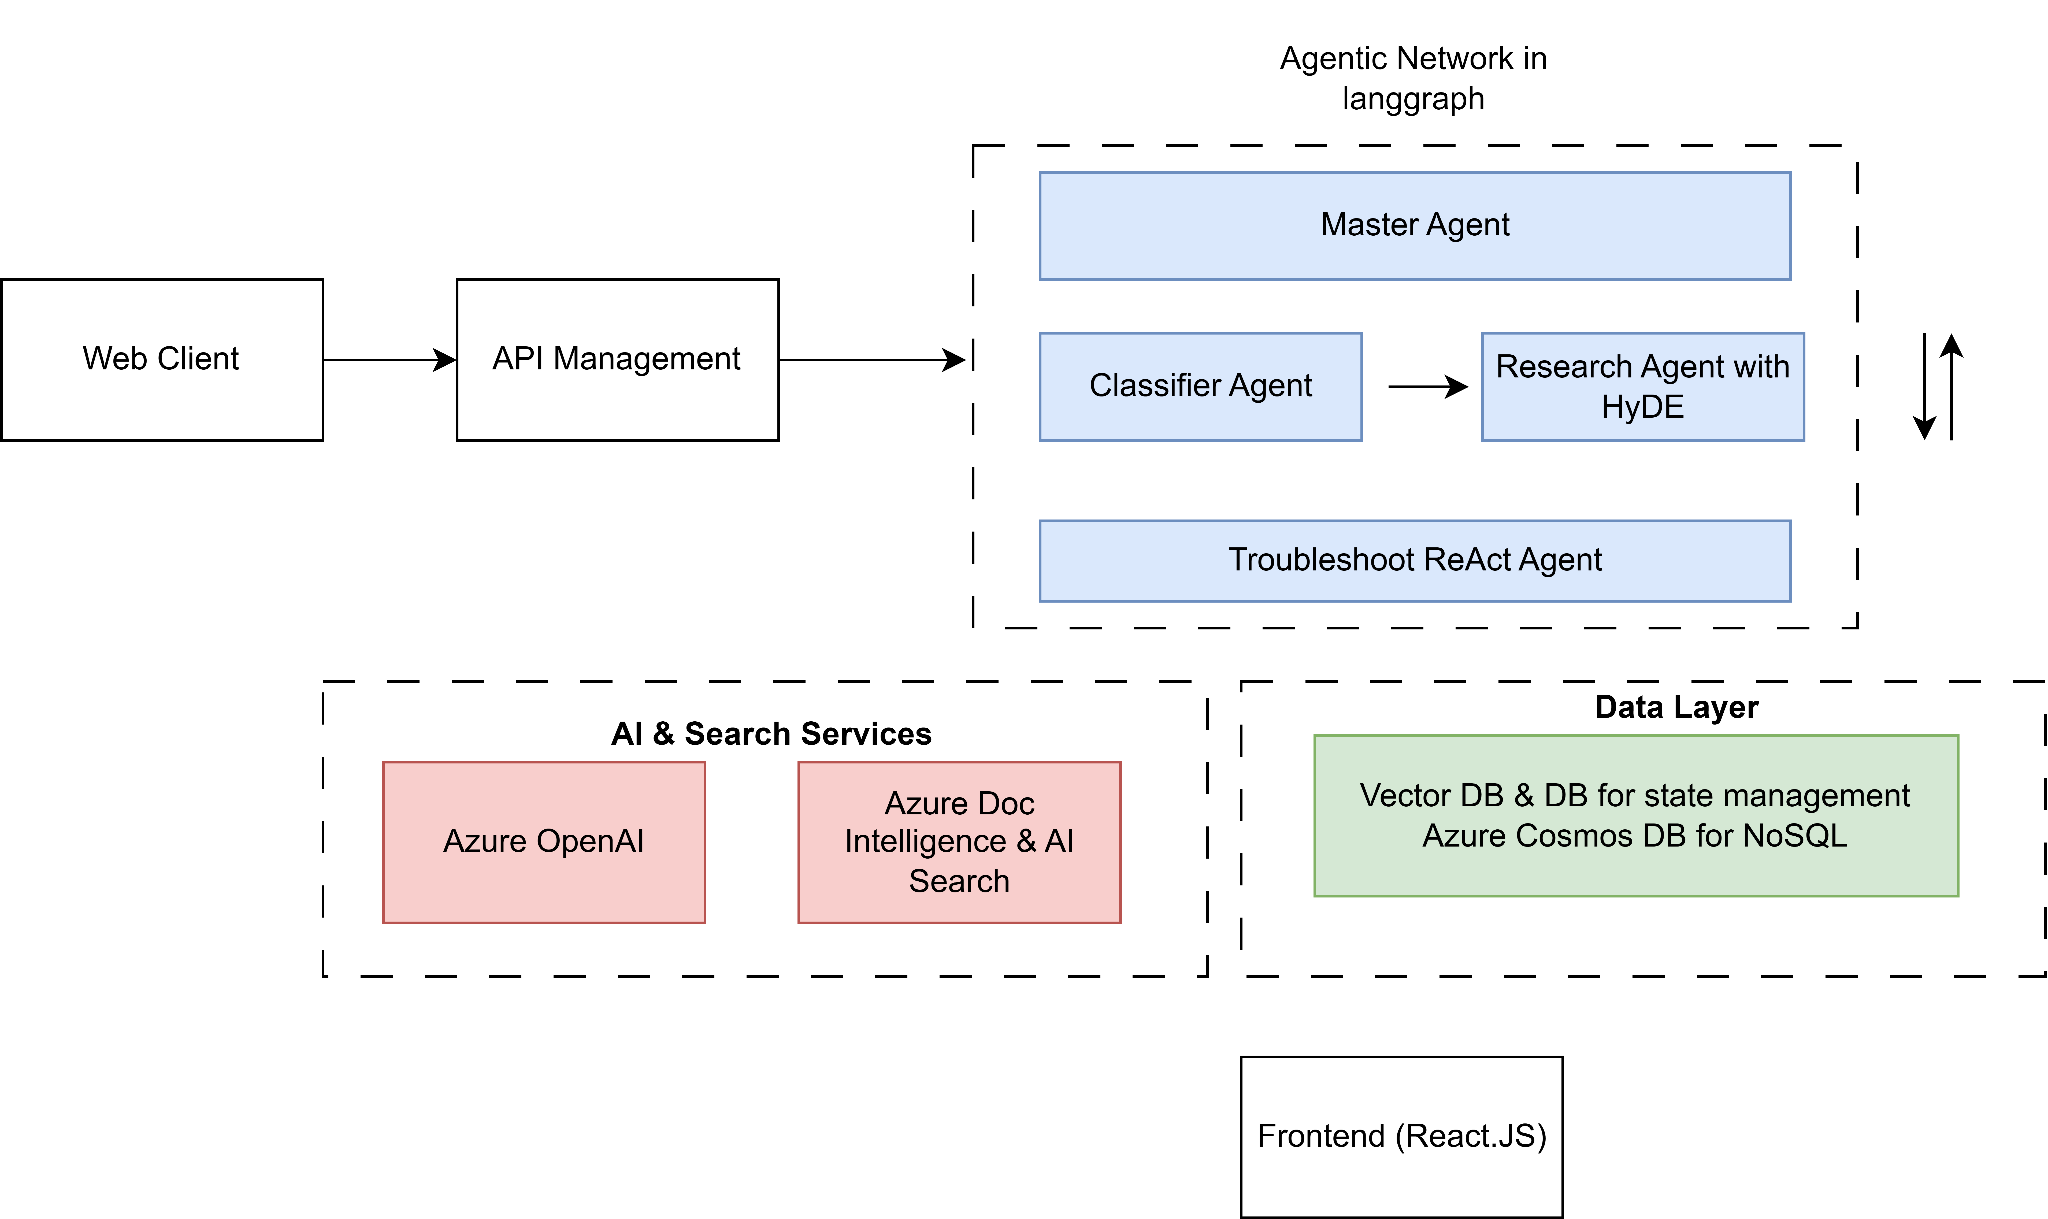 Agentic Network in
langgraph
Master Agent
Web Client
API Management
Classifier Agent
Research Agent with
HyDE
Troubleshoot ReAct Agent
AI & Search Services
Azure OpenAI
Azure Doc
Intelligence & AI
Search
Data Layer
Vector DB & DB for state management
Azure Cosmos DB for NoSQL
Frontend (React.JS)